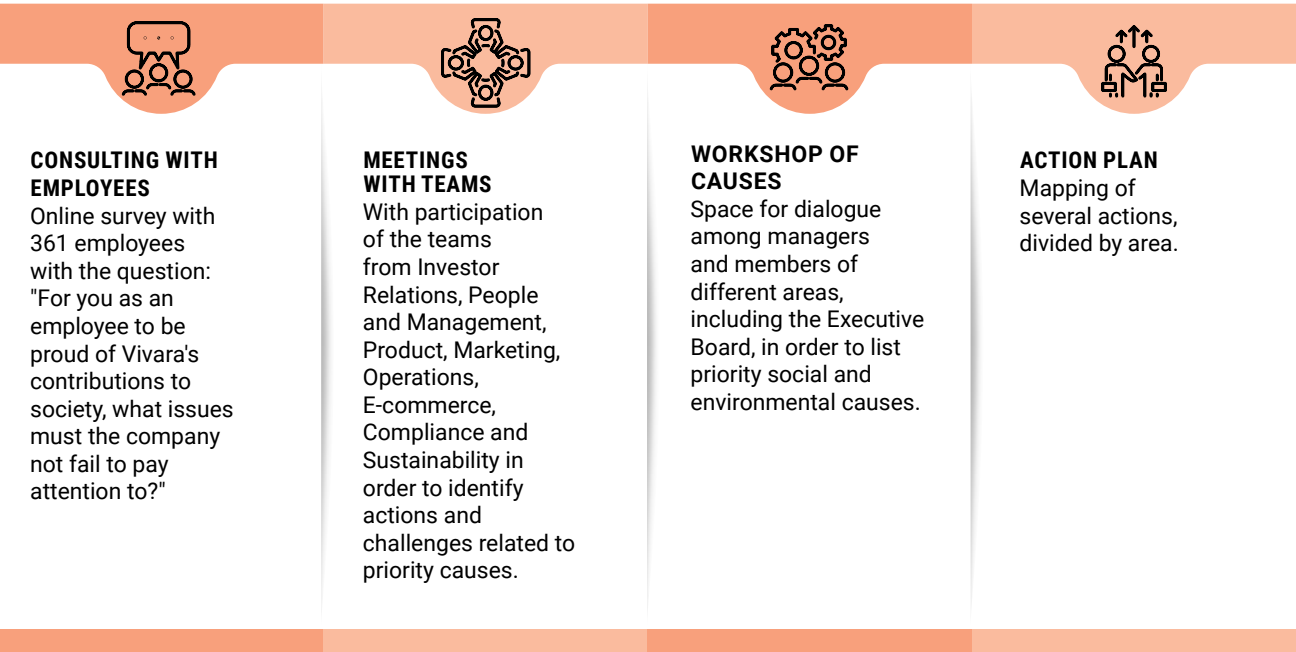 CONSULTING WITH
EMPLOYEES
Online survey with
361 employees
with the question:
"For you as an
employee to be
proud of Vivara's
contributions to
society, what issues
must the company
not fail to pay
attention to?"
MEETINGS
WITH TEAMS
With participation
of the teams
from Investor
Relations, People
and Management,
Product, Marketing,
Operations,
E-commerce,
Compliance and
Sustainability in
order to identify
actions and
challenges related to
priority causes.
WORKSHOP OF
CAUSES
Space for dialogue
among managers
and members of
different areas,
including the Executive
Board, in order to list
priority social and
environmental causes.
ACTION PLAN
Mapping of
several actions,
divided by area.